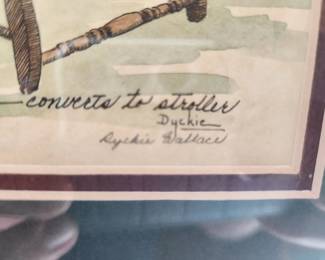 converts to stroller
Dyckie
Dyckie Wallace